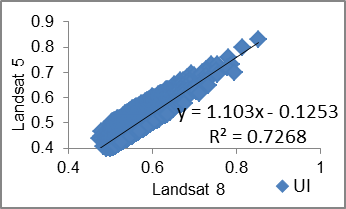 0.9
0.8
0.7
0.6
0.5
0.4
Landsat 5
y = 1.103x - 0.1253
R² = 0.7268
0.4 0.6 0.8 1
Landsat 8
UI